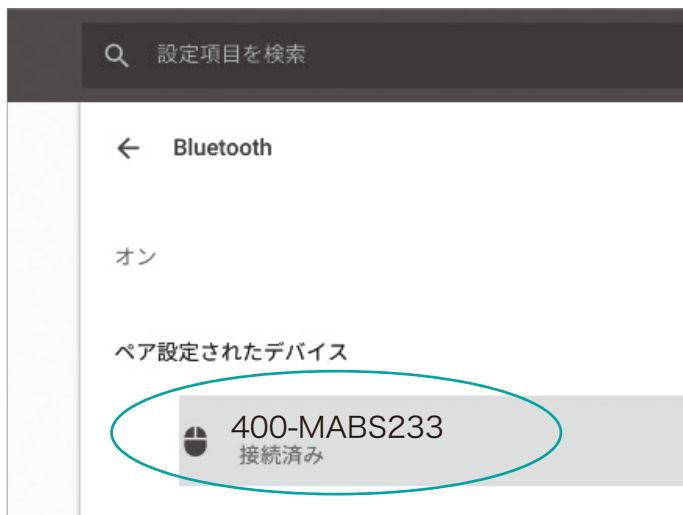 設定項目を検索
Bluetooth
オン
ペア設定されたデバイス
400-MABS233
接続済み